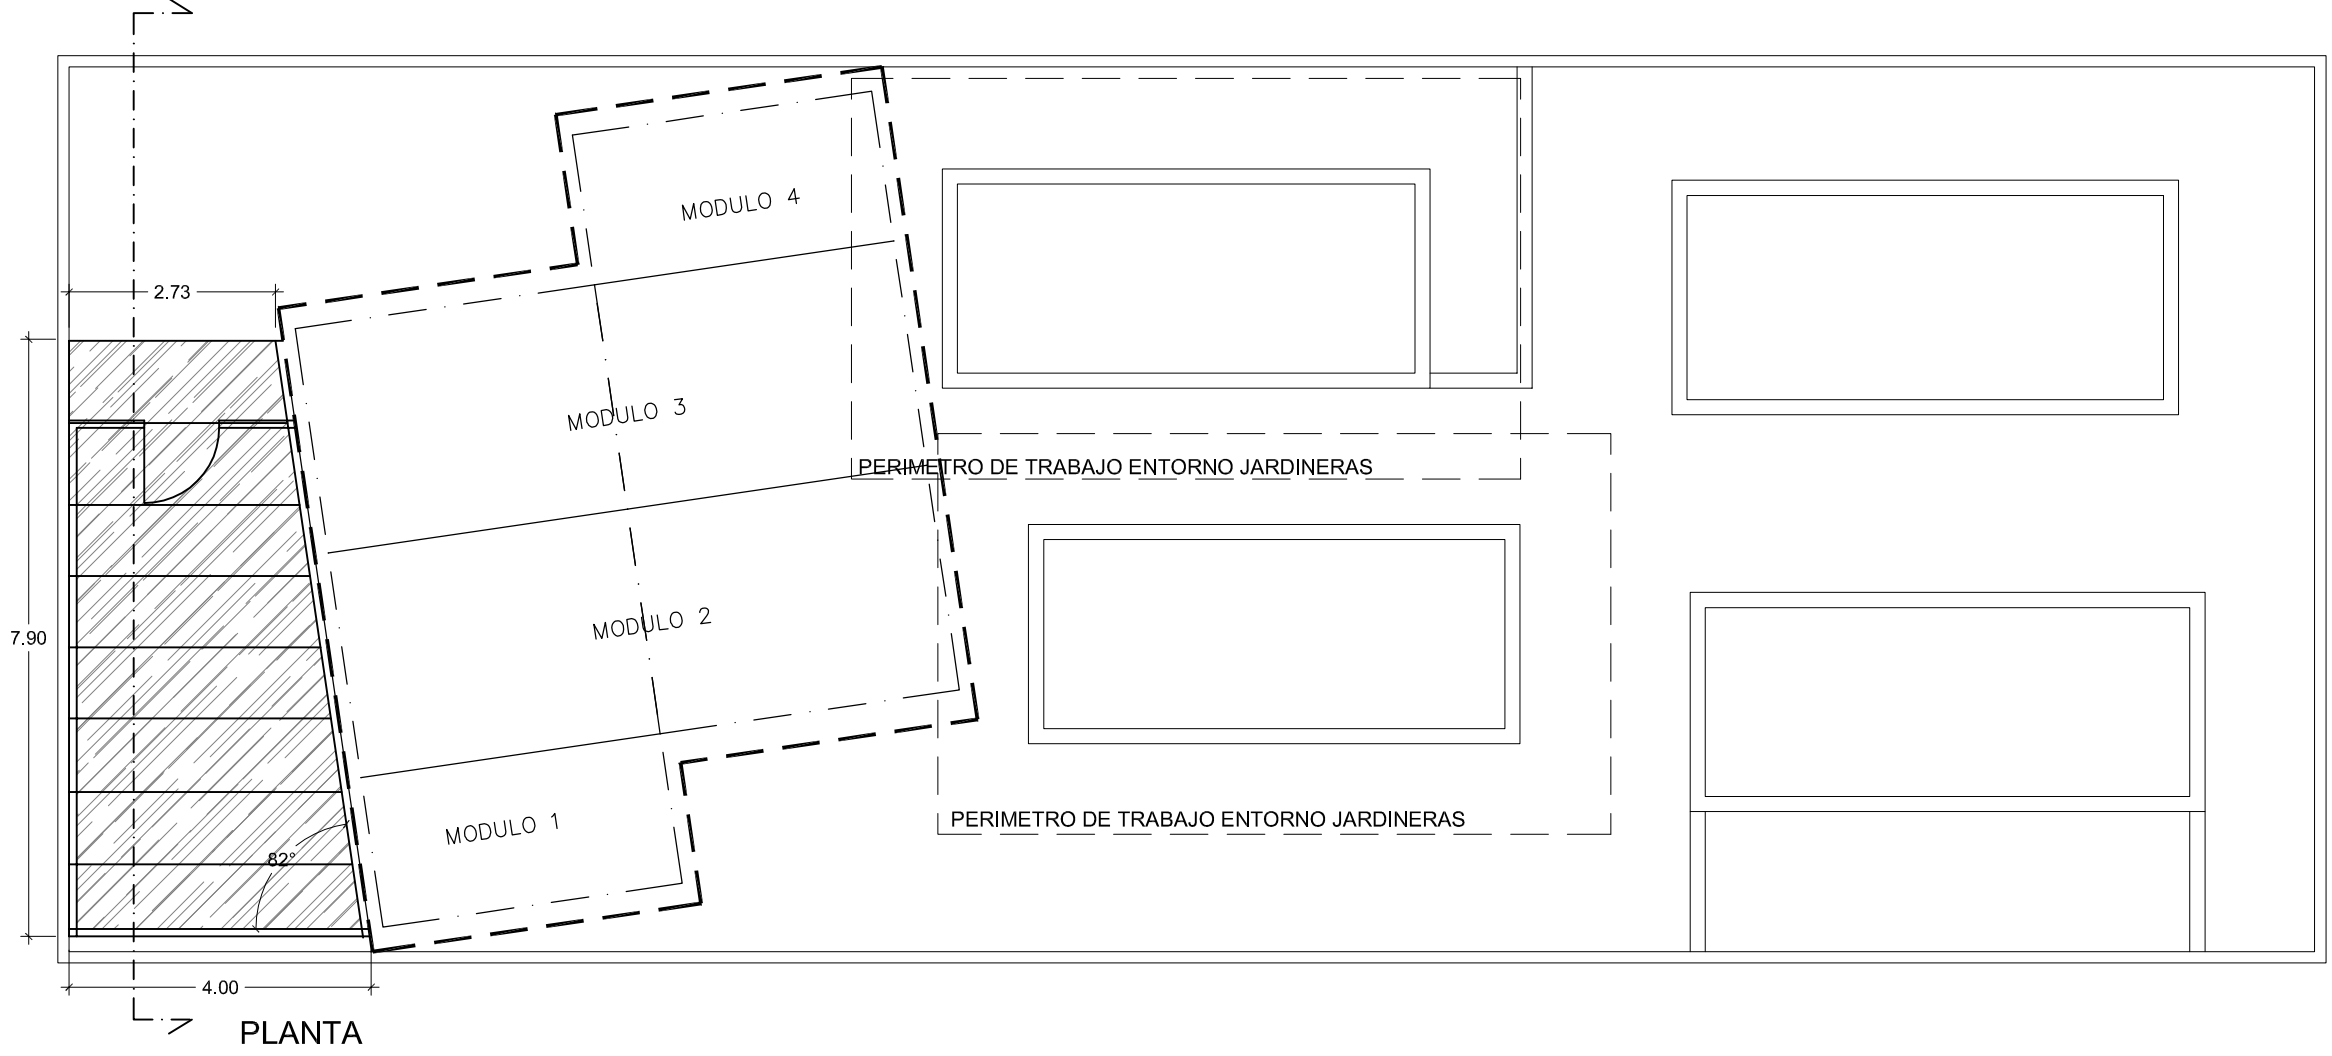 MODULO 4
2.73
MODULO 3
PERIMETRO DE TRABAJO ENTORNO JARDINERAS
7.90
MODULO 2
PERIMETRO DE TRABAJO ENTORNO JARDINERAS
MODULO 1
82°
4.00
PLANTA